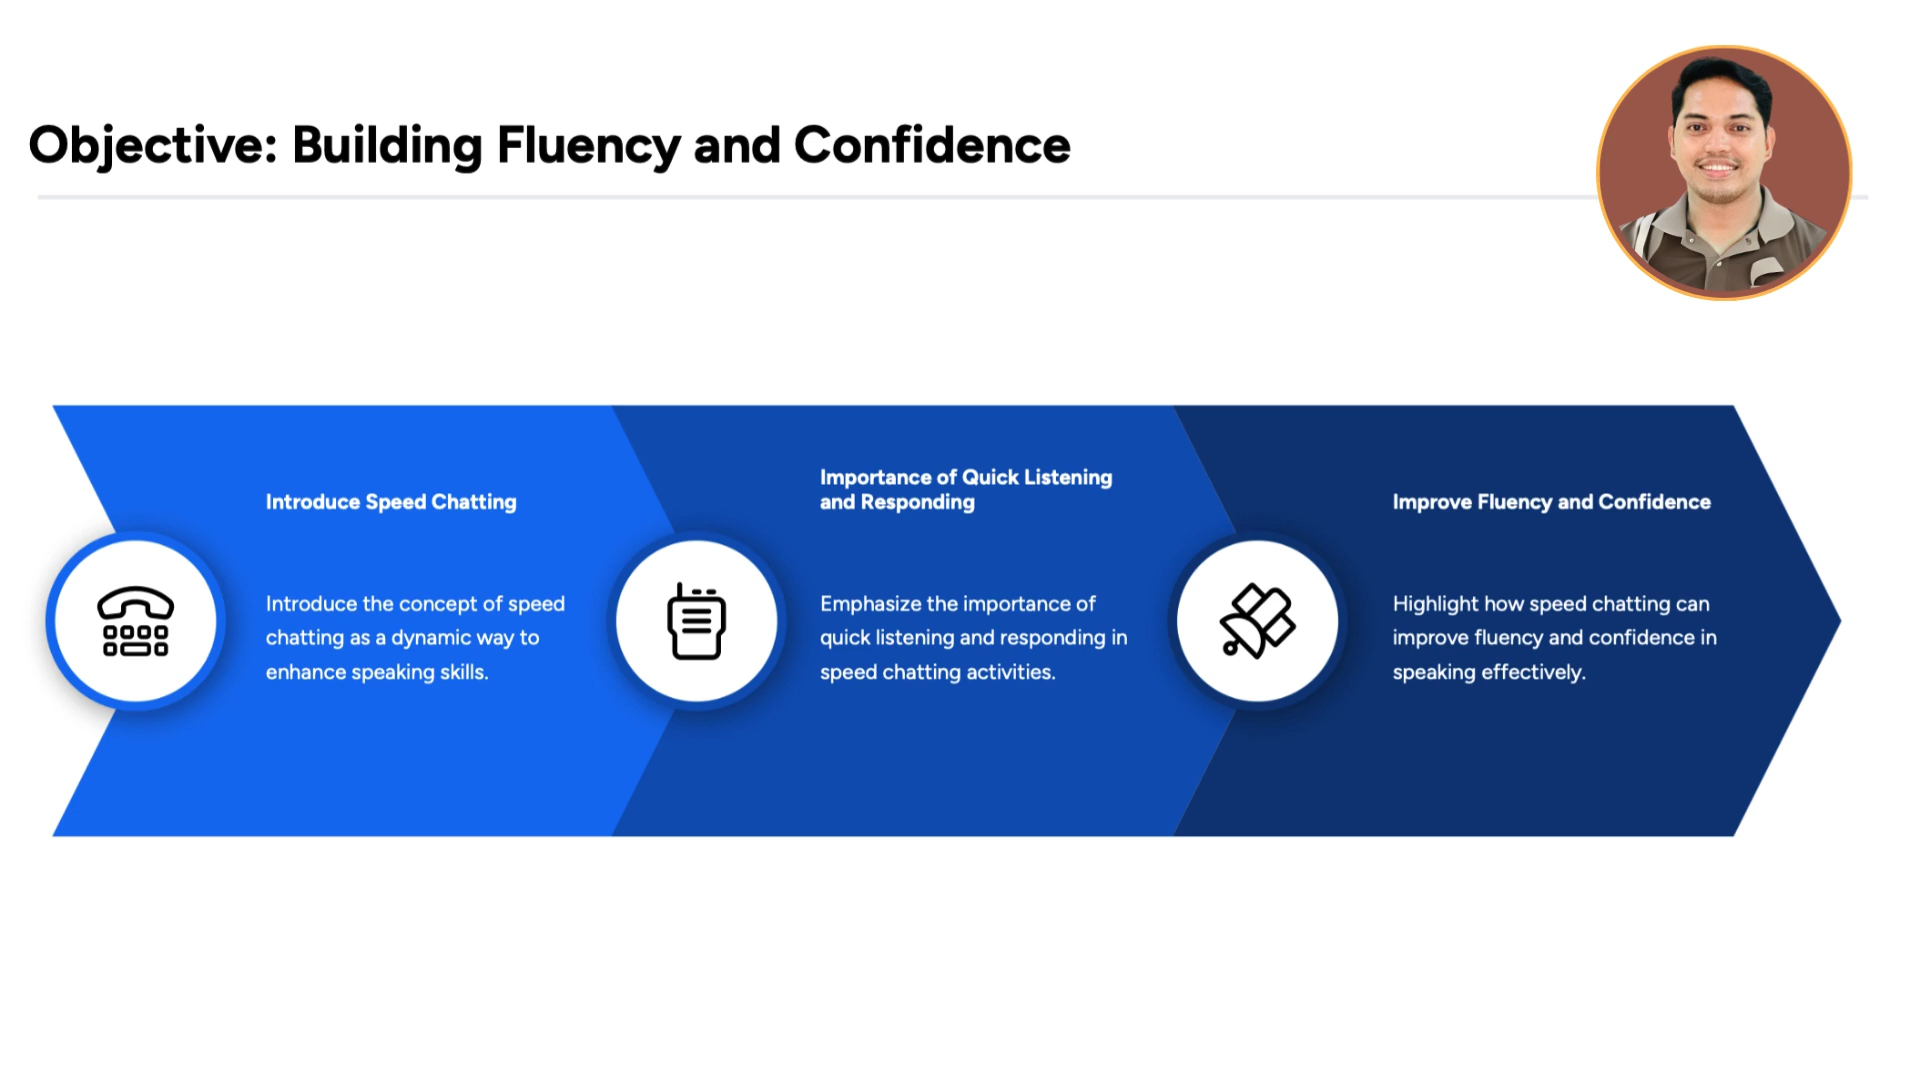 Objective: Building Fluency and Confidence
Introduce Speed Chatting
Introduce the concept of speed
chatting as a dynamic way to
enhance speaking skills.
Importance of Quick Listening
and Responding
Emphasize the importance of
quick listening and responding in
speed chatting activities.
Improve Fluency and Confidence
Highlight how speed chatting can
improve fluency and confidence in
speaking effectively.